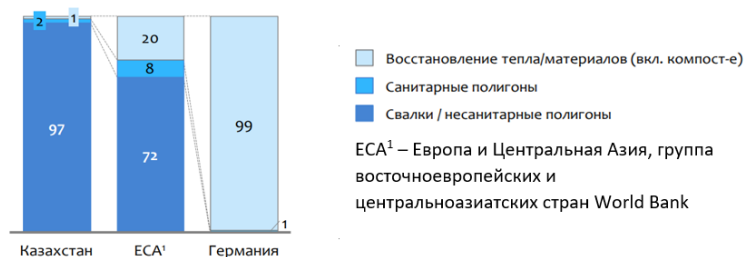 2
1
97
20
8
72
99
1
Казахстан
ECA¹
Германия
Восстановление тепла/материалов (вкл. компост-е)
Санитарные полигоны
Свалки / несанитарные полигоны
ECA¹ – Европа и Центральная Азия, группа
восточноевропейских и
центральноазиатских стран World Bank